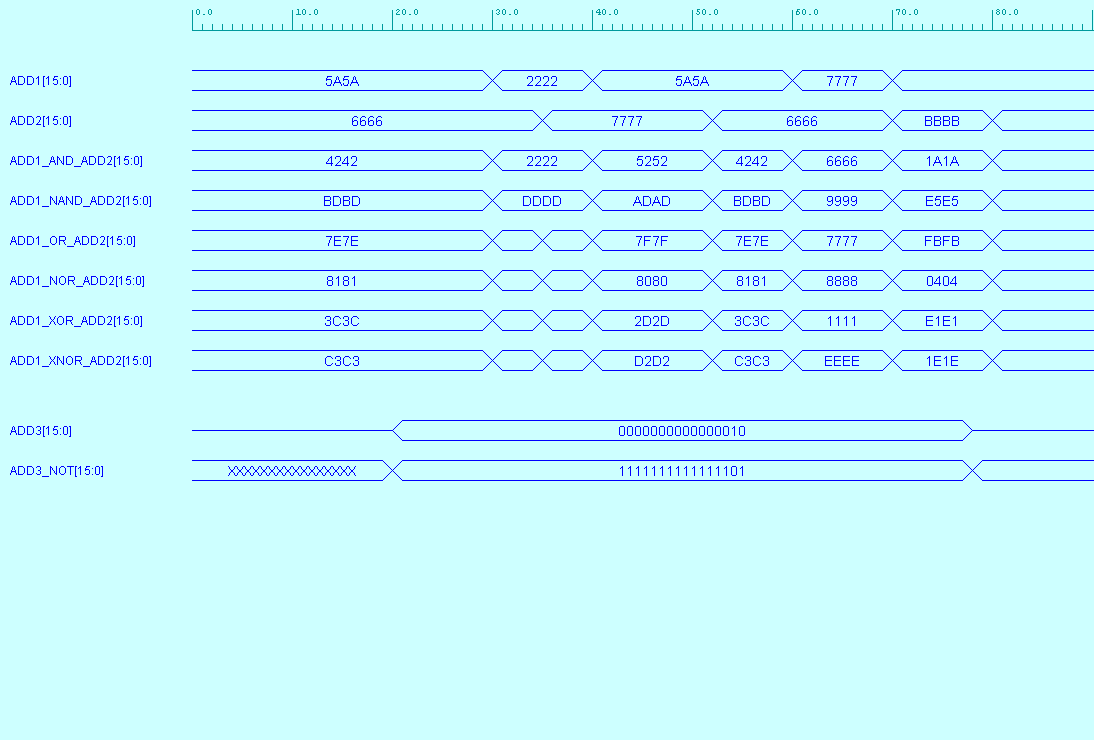 0.0 10.0 20.0 30.0 40.0 50.0 60.0 70.0 80.0
ADD1[15:0] 5A5A 2222 5A5A 7777
ADD2[15:0] 6666 7777 6666 BBBB
ADD1_AND_ADD2[15:0] 4242 2222 5252 4242 6666 1A1A
ADD1_NAND_ADD2[15:0] BDBD DDDD ADAD BDBD 9999 E5E5
ADD1_OR_ADD2[15:0] 7E7E 7F7F 7E7E 7777 FBFB
ADD1_NOR_ADD2[15:0] 8181 8080 8181 8888 0404
ADD1_XOR_ADD2[15:0] 3C3C 2D2D 3C3C 1111 E1E1
ADD1_XNOR_ADD2[15:0] C3C3 D2D2 C3C3 EEEE 1E1E
ADD3[15:0] 0000000000000010
ADD3_NOT[15:0] XXXXXXXXXXXXXXXX 1111111111111101